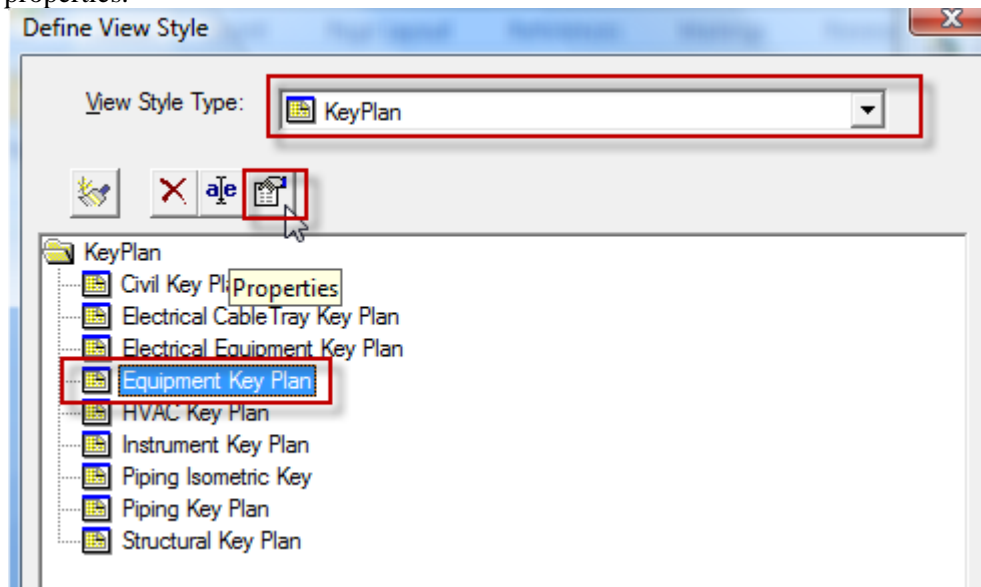 properties.
Define View Style
View Style Type:
KeyPlan
a e
KeyPlan
Civil Key Pl
Properties
Electrical CableTray Key Plan
Electrical Equipment Key Plan
Equipment Key Plan
HVAC Key Plan
Instrument Key Plan
Piping Isometric Key
Piping Key Plan
Structural Key Plan